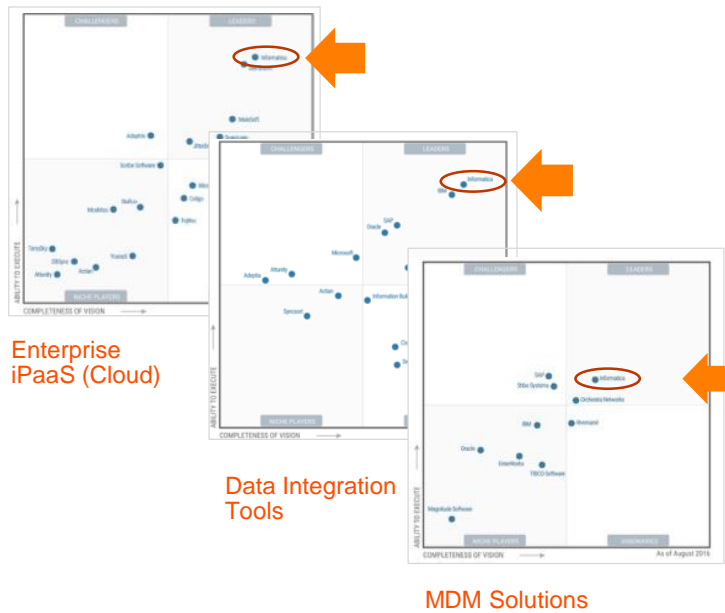 CHALLENGERS
LEADERS
Informatica
MuleSoft
Adaptris
Jitterbit
Scribe Software
Celigo
Fujitsu
Moskitos
TerraSky
DBSync
Youredi
Attunity
Actian
NICHE PLAYERS
ABILITY TO EXECUTE
COMPLETENESS OF VISION
Enterprise
iPaaS (Cloud)
CHALLENGERS
LEADERS
Informatica
IBM
SAP
Oracle
Microsoft
Attunity
Adeptia
Actian
Information Buil
Syncsort
NICHE PLAYERS
ABILITY TO EXECUTE
COMPLETENESS OF VISION
Data Integration
Tools
CHALLENGERS
LEADERS
SAP
Informatica
Stibo Systems
Orchestra Networks
IBM
Riversand
Oracle
EnterWorks
TIBCO Software
Magnitude Software
NICHE PLAYERS
VISIONARIES
ABILITY TO EXECUTE
COMPLETENESS OF VISION
As of August 2016
MDM Solutions